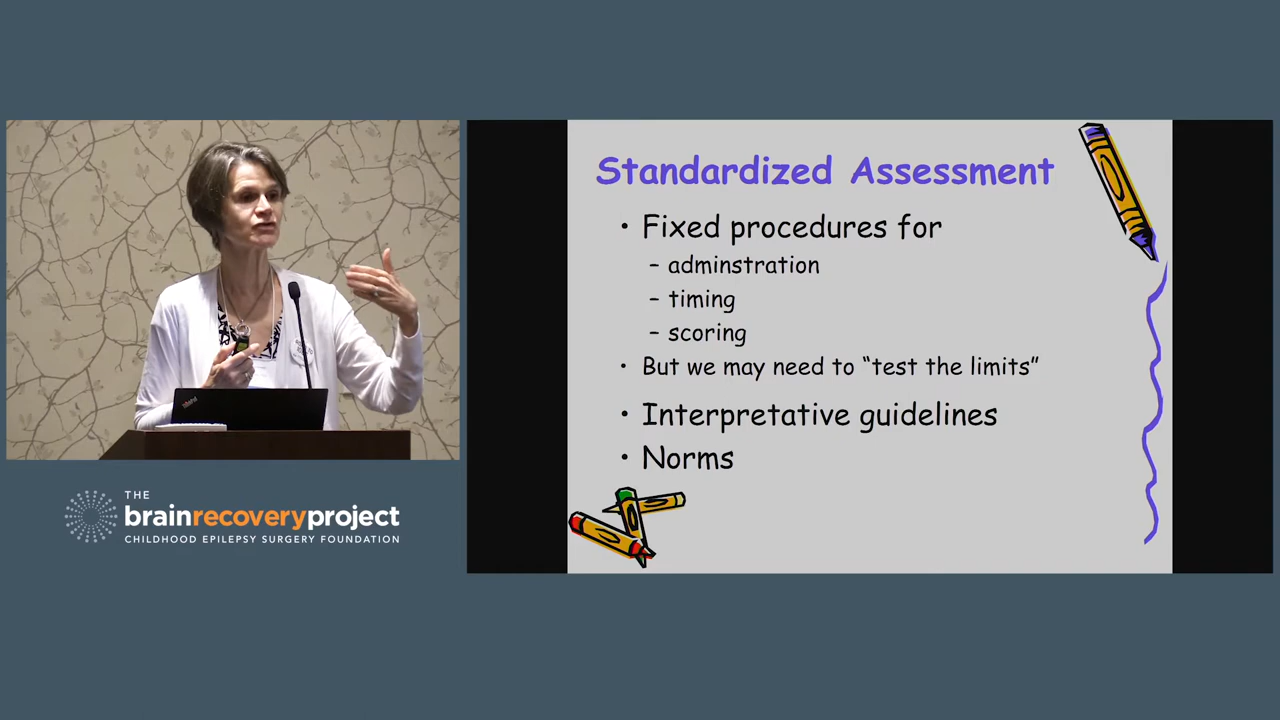 Standardized Assessment
• Fixed procedures for
– adminstration
– timing
– scoring
• But we may need to “test the limits”
• Interpretative guidelines
• Norms
THE
brainrecoveryproject
CHILDHOOD EPILEPSY SURGERY FOUNDATION